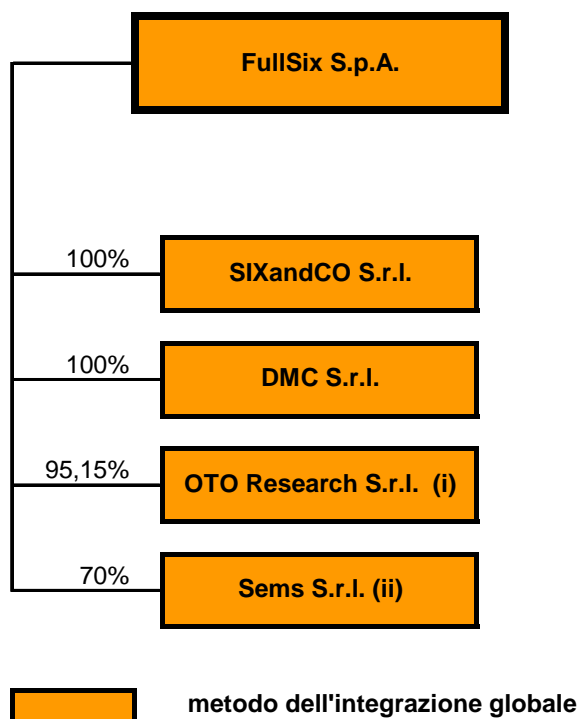 FullSix S.p.A.
100%
SIXandCO S.r.l.
100%
DMC S.r.l.
95,15%
OTO Research S.r.l. (i)
70%
Sems S.r.l. (ii)
metodo dell'integrazione globale